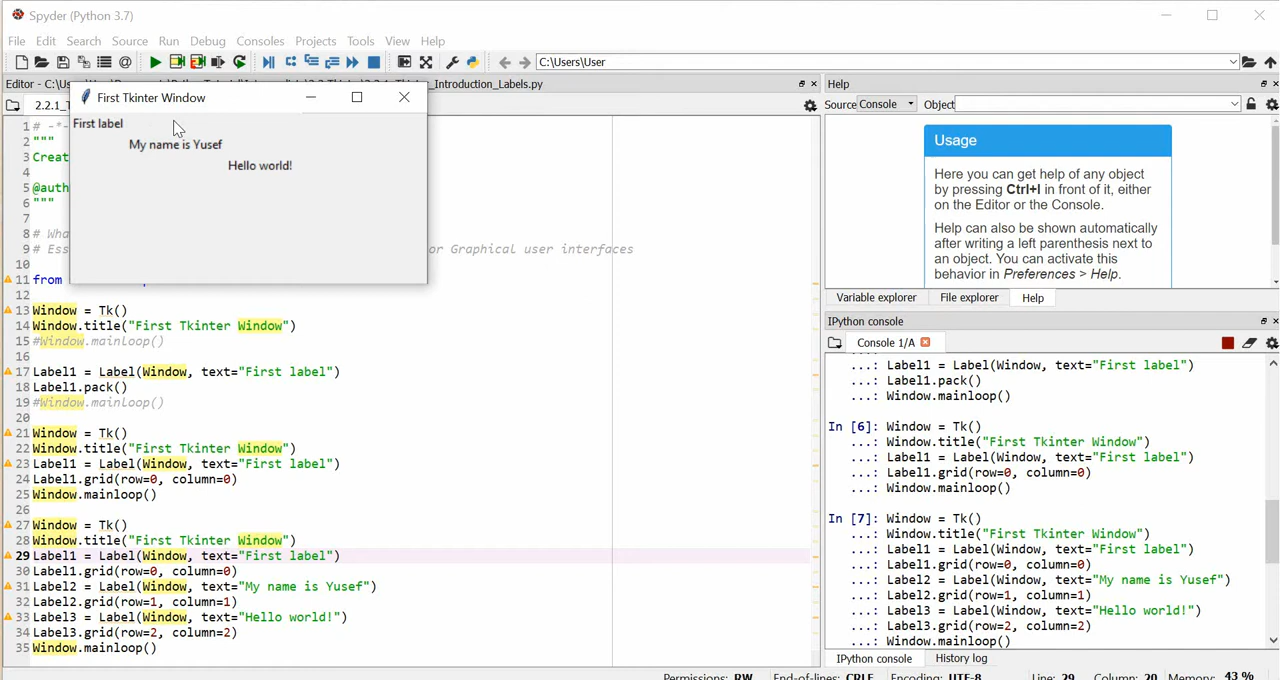 Spyder (Python 3.7)
File Edit Search Source Run Debug Consoles Projects Tools View Help
C:\Users\User
Editor - C:\Us
_Introduction_Labels.py
Help
First Tkinter Window
2.2.1_T
Source Console Object
First label
My name is Yusef
Hello world!
1 # -*-
2 """
3 Creat
4
5 @auth
6 """
7
8 # Wha
9 # Ess or Graphical user interfaces
10
11 from
12
13 Window = Tk()
14 Window.title("First Tkinter Window")
15 #Window.mainloop()
16
17 Label1 = Label(Window, text="First label")
18 Label1.pack()
19 #Window.mainloop()
20
21 Window = Tk()
22 Window.title("First Tkinter Window")
23 Label1 = Label(Window, text="First label")
24 Label1.grid(row=0, column=0)
25 Window.mainloop()
26
27 Window = Tk()
28 Window.title("First Tkinter Window")
29 Label1 = Label(Window, text="First label")
30 Label1.grid(row=0, column=0)
31 Label2 = Label(Window, text="My name is Yusef")
32 Label2.grid(row=1, column=1)
33 Label3 = Label(Window, text="Hello world!")
34 Label3.grid(row=2, column=2)
35 Window.mainloop()
Usage
Here you can get help of any object
by pressing Ctrl+I in front of it, either
on the Editor or the Console.
Help can also be shown automatically
after writing a left parenthesis next to
an object. You can activate this
behavior in Preferences > Help.
Variable explorer File explorer Help
IPython console
Console 1/A
...: Label1 = Label(Window, text="First label")
...: Label1.pack()
...: Window.mainloop()
In [6]: Window = Tk()
...: Window.title("First Tkinter Window")
...: Label1 = Label(Window, text="First label")
...: Label1.grid(row=0, column=0)
...: Window.mainloop()
In [7]: Window = Tk()
...: Window.title("First Tkinter Window")
...: Label1 = Label(Window, text="First label")
...: Label1.grid(row=0, column=0)
...: Label2 = Label(Window, text="My name is Yusef")
...: Label2.grid(row=1, column=1)
...: Label3 = Label(Window, text="Hello world!")
...: Label3.grid(row=2, column=2)
...: Window.mainloop()
IPython console History log
Permissions: RW End-of-lines: CRLF Encoding: UTF-8 Line: 29 Column: 20 Memory: 43 %